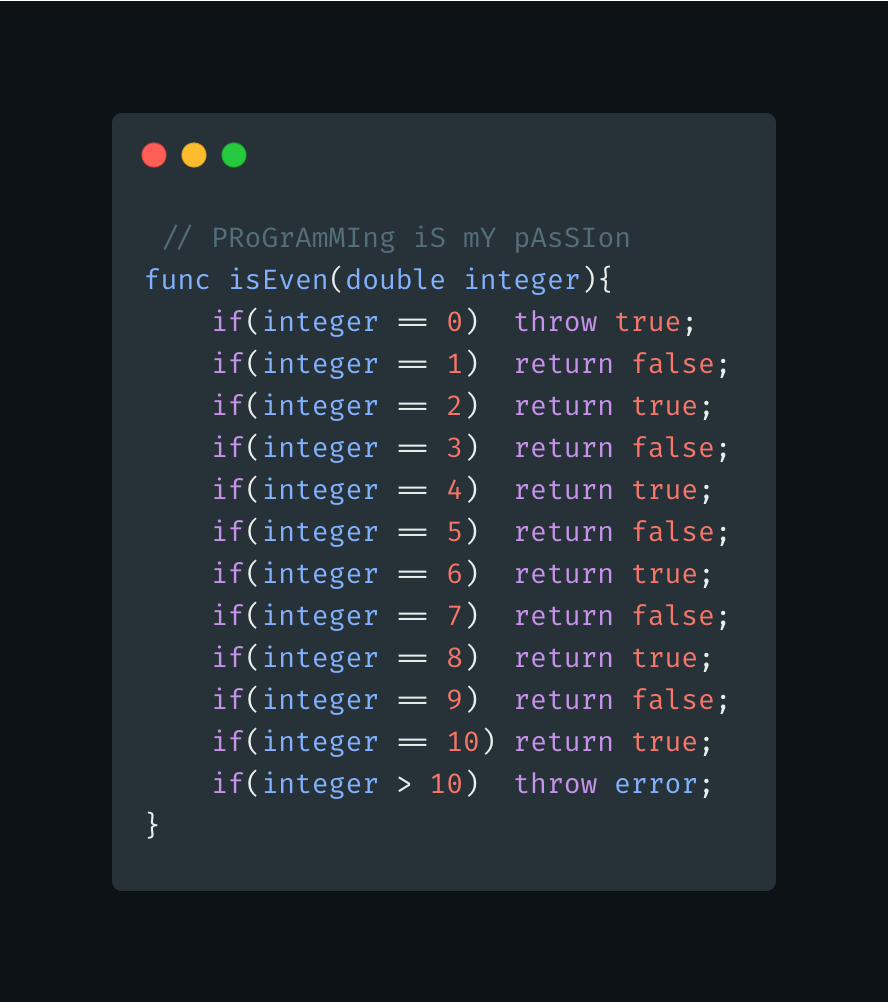 // PRoGrAmMIng iS mY pAsSIon
func isEven(double integer){
    if(integer == 0)  throw true;
    if(integer == 1)  return false;
    if(integer == 2)  return true;
    if(integer == 3)  return false;
    if(integer == 4)  return true;
    if(integer == 5)  return false;
    if(integer == 6)  return true;
    if(integer == 7)  return false;
    if(integer == 8)  return true;
    if(integer == 9)  return false;
    if(integer == 10) return true;
    if(integer > 10)  throw error;
}